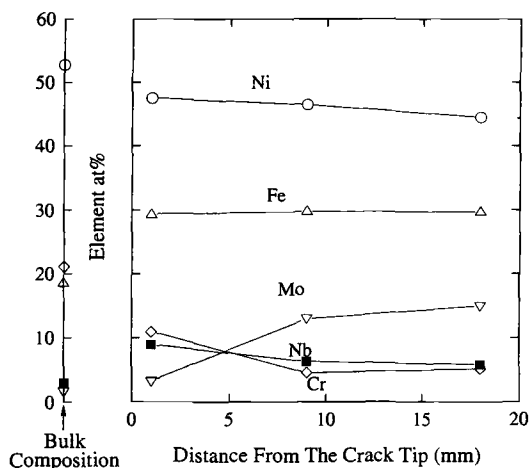 60
50
40
30
20
10
0
Element at%
Ni
Fe
Mo
Nb
Cr
0 5 10 15 20
Bulk
Composition
Distance From The Crack Tip (mm)